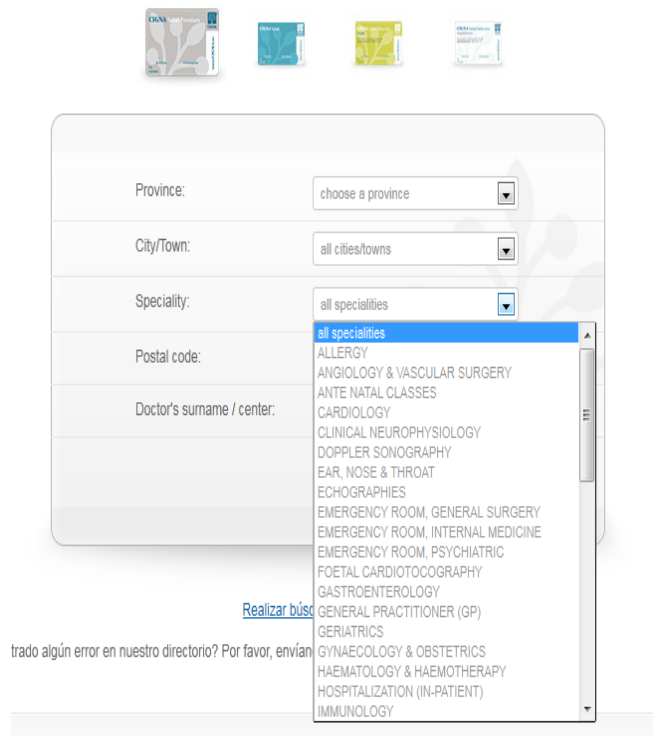 CIGNA
Province:
choose a province
City/Town:
all cities/towns
Speciality:
all specialities
all specialities
ALLERGY
ANGIOLOGY & VASCULAR SURGERY
ANTE NATAL CLASSES
CARDIOLOGY
CLINICAL NEUROPHYSIOLOGY
DOPPLER SONOGRAPHY
EAR, NOSE & THROAT
ECHOGRAPHIES
EMERGENCY ROOM, GENERAL SURGERY
EMERGENCY ROOM, INTERNAL MEDICINE
EMERGENCY ROOM, PSYCHIATRIC
FOETAL CARDIOTOCOGRAPHY
GASTROENTEROLOGY
GENERAL PRACTITIONER (GP)
GERIATRICS
GYNAECOLOGY & OBSTETRICS
HAEMATOLOGY & HAEMOTHERAPY
HOSPITALIZATION (IN-PATIENT)
IMMUNOLOGY
Postal code:
Doctor's surname / center:
Realizar búsq
trado algún error en nuestro directorio? Por favor, envían